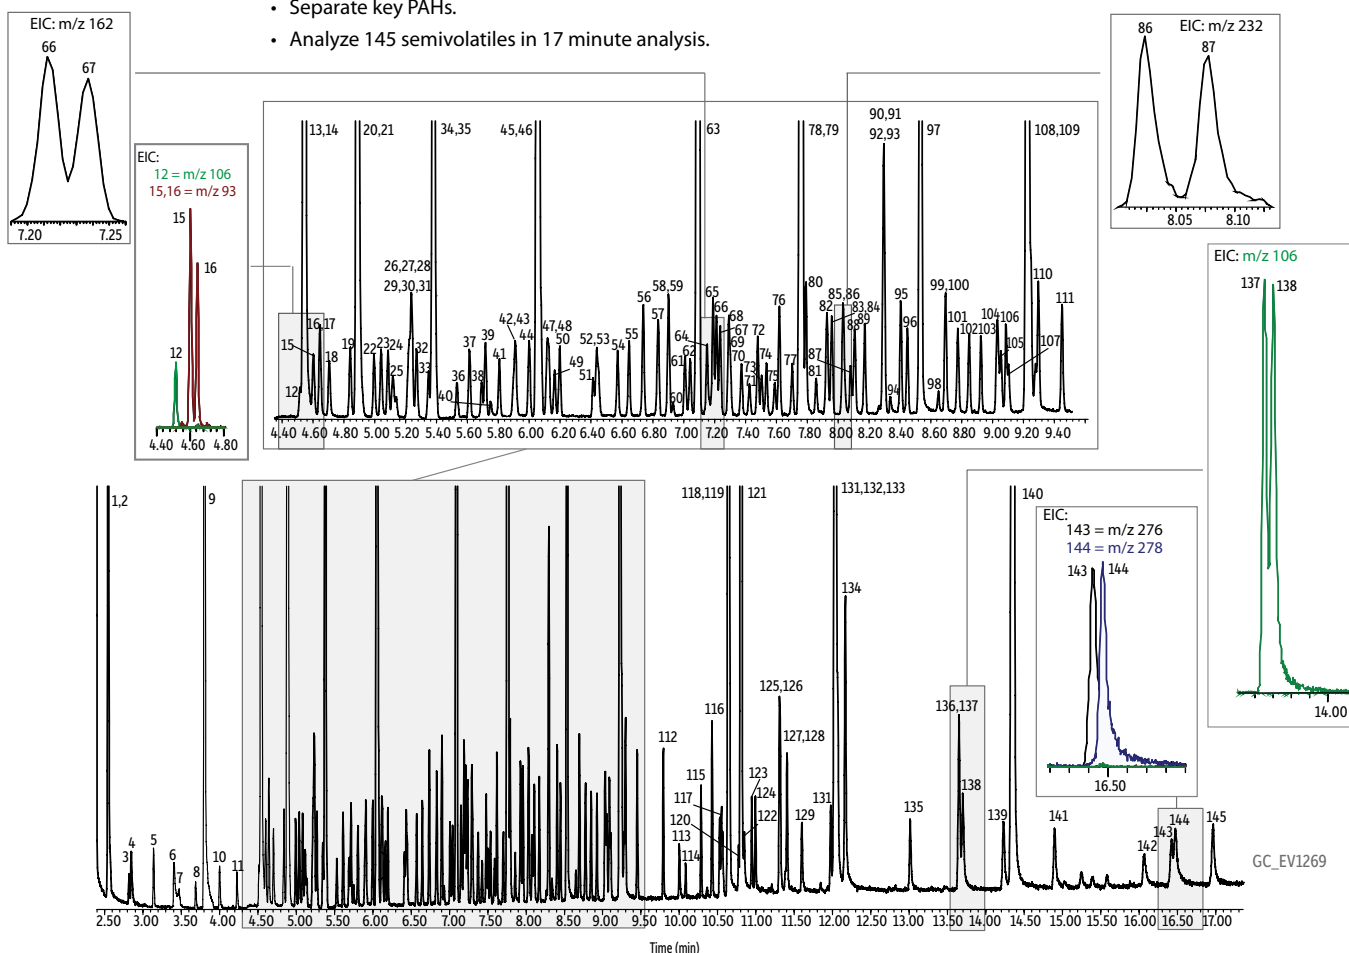 • Separate key PAHs.
• Analyze 145 semivolatiles in 17 minute analysis.
EIC: m/z 162
66
67
7.20 7.25
EIC: m/z 232
86
87
8.05 8.10
EIC:
12 = m/z 106
15,16 = m/z 93
15
16
12
4.40 4.60 4.80
13,14 20,21 34,35 45,46 63 78,79 90,91 97 108,109
92,93
26,27,28
29,30,31
15 16,17 18 19 22 23 24 25 32 33 36 37 38 39 40 41 42,43 44 47,48 49 50 51 52,53 54 55 56 57 58,59 60 61 62 64 65 66 67 68 69 70 71 72 73 74 75 76 77 80 81 82 83,84 85,86 87 88 89 94 95 96 98 99,100 101 102 103 104 105 106 107 110 111
12
4.40 4.60 4.80 5.00 5.20 5.40 5.60 5.80 6.00 6.20 6.40 6.60 6.80 7.00 7.20 7.40 7.60 7.80 8.00 8.20 8.40 8.60 8.80 9.00 9.20 9.40
EIC: m/z 106
137 138
14.00
1,2 9 118,119 121 131,132,133 140
EIC:
143 = m/z 276
144 = m/z 278
143 144
16.50
3 4 5 6 7 8 10 11 112 113 114 115 116 117 120 122 123 124 125,126 127,128 129 131 134 135 136,137 138 139 141 142 143 144 145
GC_EV1269
2.50 3.00 3.50 4.00 4.50 5.00 5.50 6.00 6.50 7.00 7.50 8.00 8.50 9.00 9.50 10.00 10.50 11.00 11.50 12.00 12.50 13.00 13.50 14.00 14.50 15.00 15.50 16.00 16.50 17.00
Time (min)